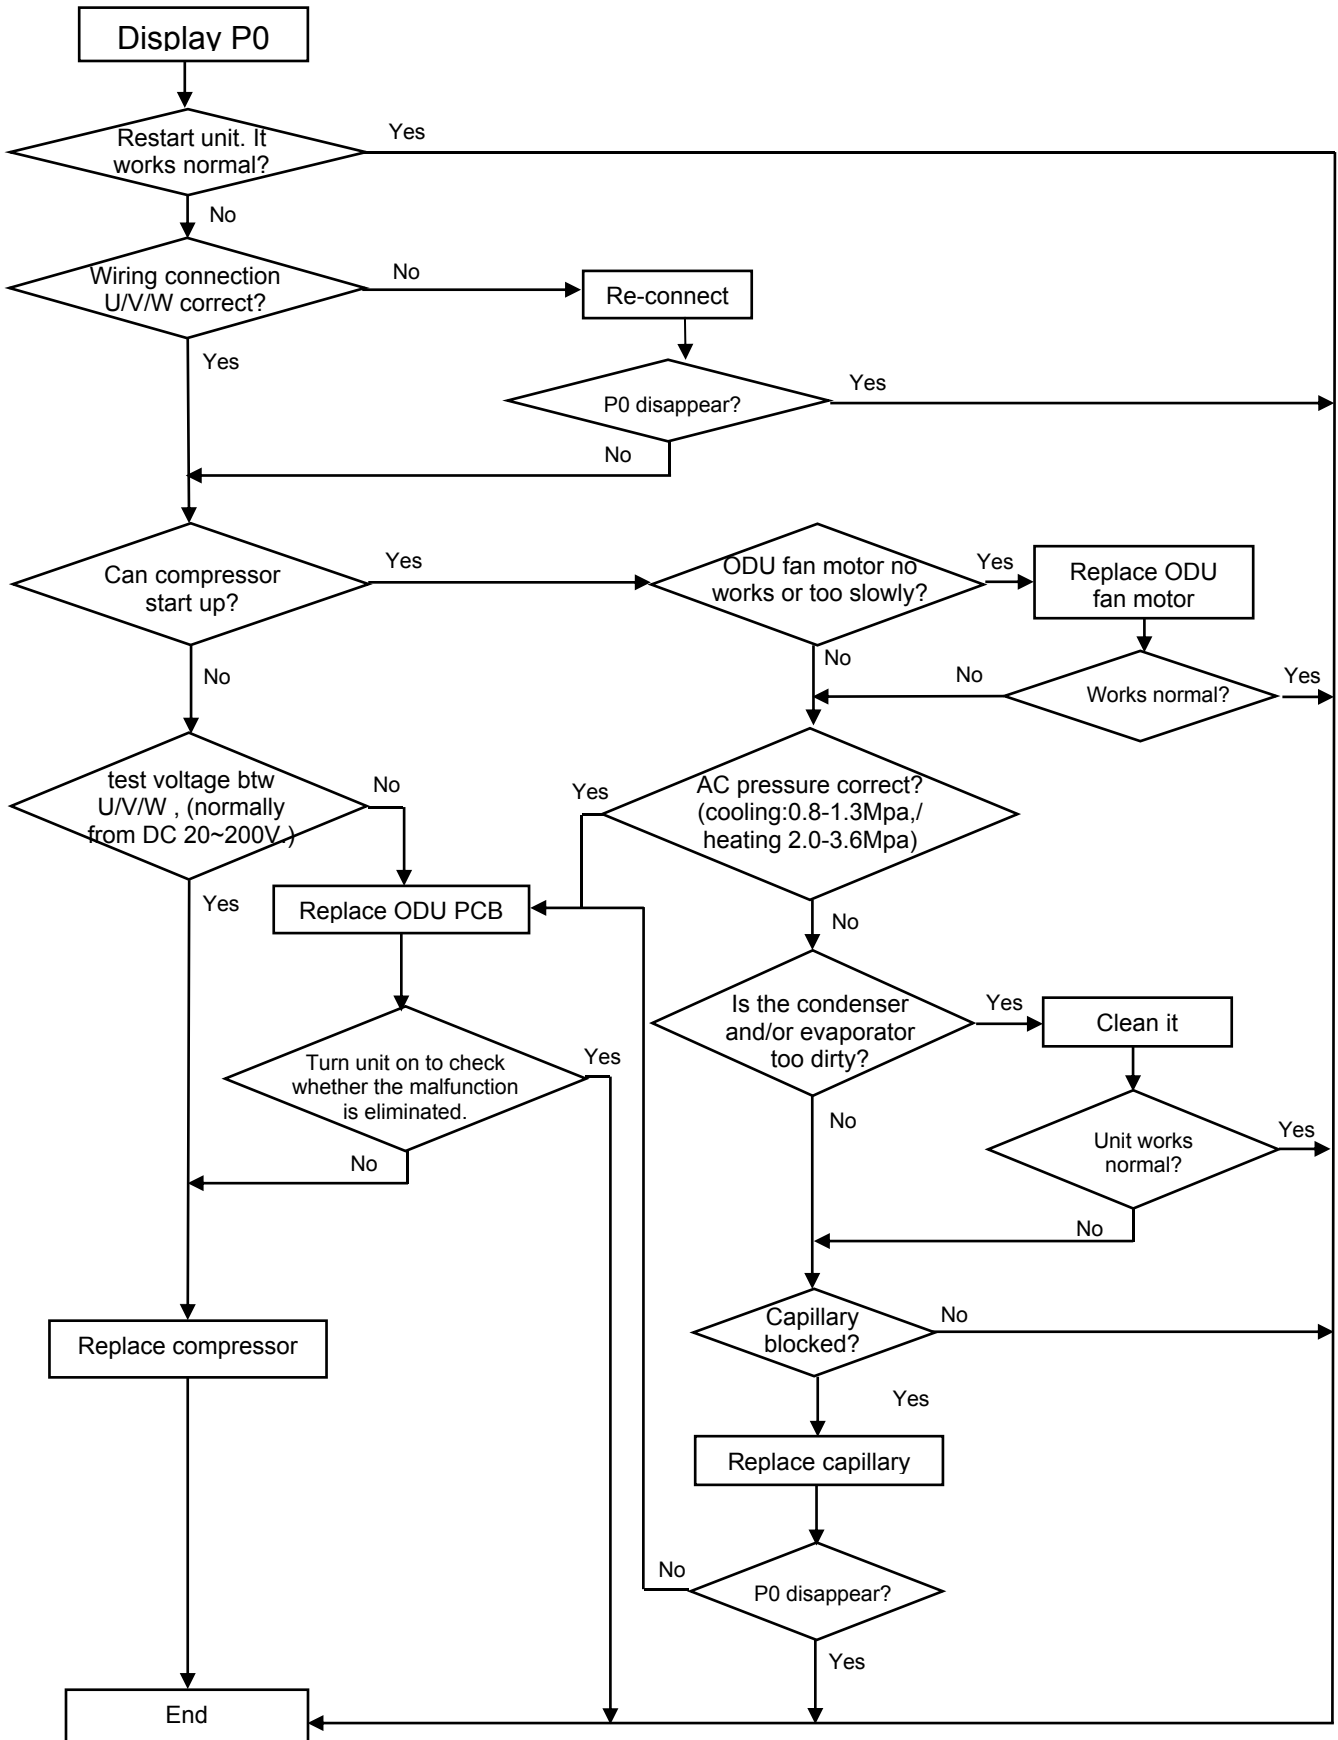 Display P0
Restart unit. It
works normal?
Yes
No
Wiring connection
U/V/W correct?
No
Re-connect
Yes
P0 disappear?
Yes
No
Can compressor
start up?
Yes
ODU fan motor no
works or too slowly?
Yes
Replace ODU
fan motor
No
No
No
Works normal?
Yes
test voltage btw
U/V/W , (normally
from DC 20~200V.)
No
Yes
AC pressure correct?
(cooling:0.8-1.3Mpa,/
heating 2.0-3.6Mpa)
Yes
Replace ODU PCB
No
Is the condenser
and/or evaporator
too dirty?
Yes
Clean it
Turn unit on to check
whether the malfunction
is eliminated.
Yes
No
No
Unit works
normal?
Yes
No
Capillary
blocked?
No
Replace compressor
Yes
Replace capillary
No
P0 disappear?
Yes
End